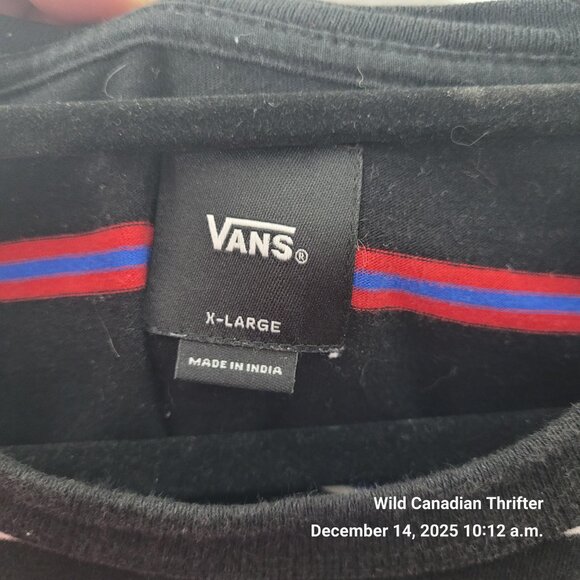 VANS®
X-LARGE
MADE IN INDIA
Wild Canadian Thrifter
December 14, 2025 10:12 a.m.